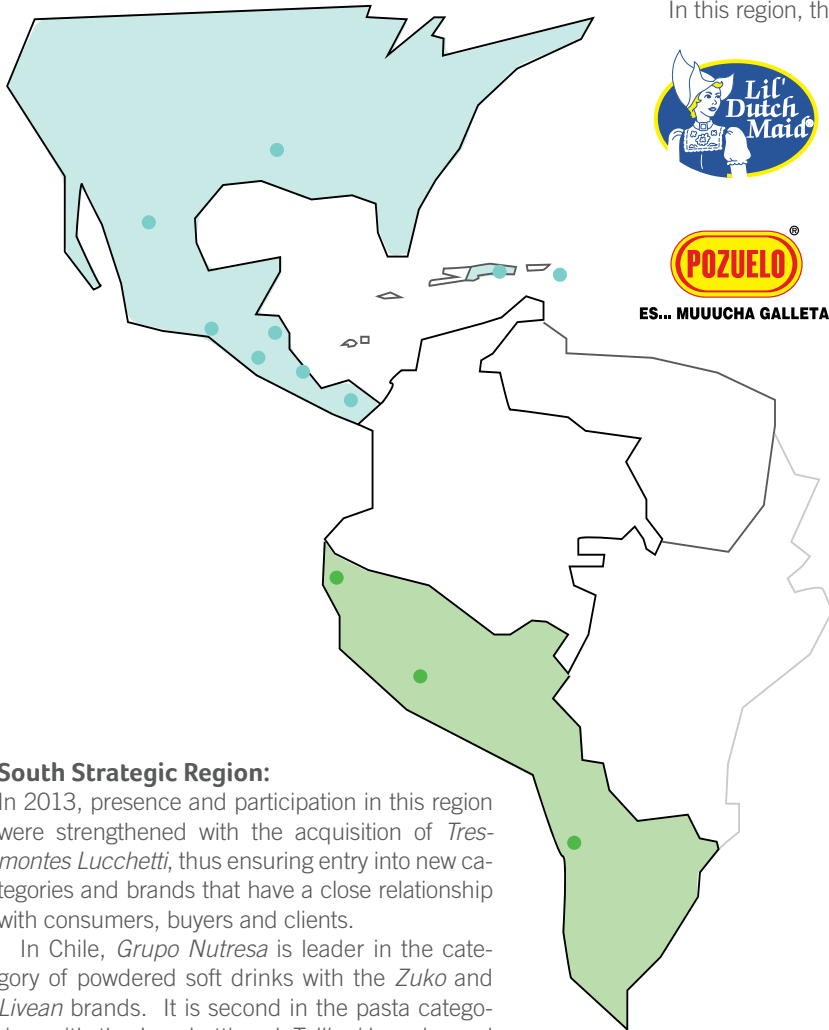 In this region, th
Lil'
Dutch
Maid®
®
POZUELO
ES... MUUUCHA GALLETA
South Strategic Region:
In 2013, presence and participation in this region
were strengthened with the acquisition of Tres-
montes Lucchetti, thus ensuring entry into new ca-
tegories and brands that have a close relationship
with consumers, buyers and clients.
In Chile, Grupo Nutresa is leader in the cate-
gory of powdered soft drinks with the Zuko and
Livean brands. It is second in the pasta catego-